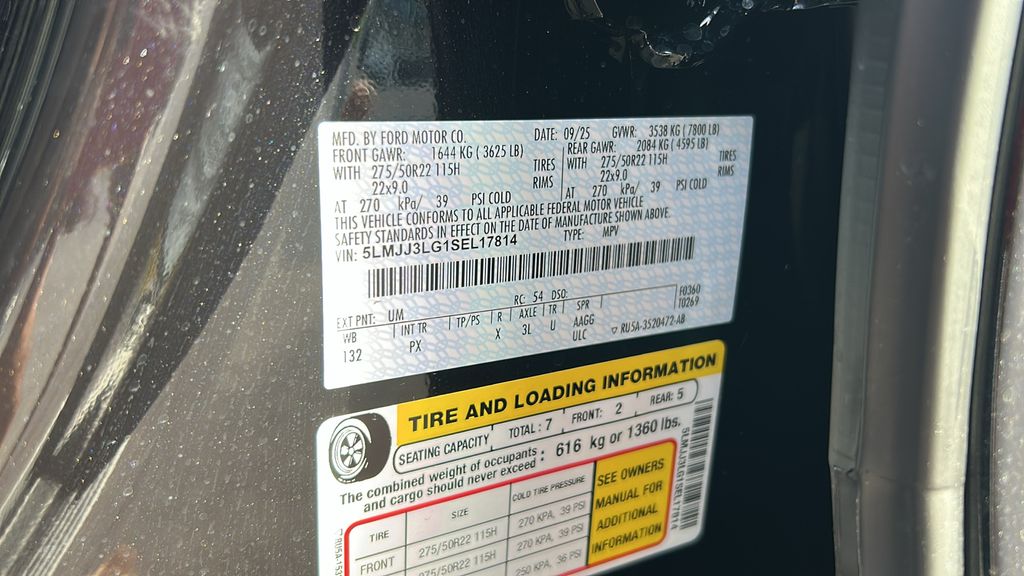 MFD. BY FORD MOTOR CO. DATE: 09/25 GVWR: 3538 KG ( 7800 LB)
FRONT GAWR: 1644 KG ( 3625 LB) REAR GAWR: 2084 KG ( 4595 LB)
WITH 275/50R22 115H TIRES WITH 275/50R22 115H TIRES
22x9.0 RIMS 22x9.0 RIMS
AT 270 kPa/ 39 PSI COLD AT 270 kPa/ 39 PSI COLD
THIS VEHICLE CONFORMS TO ALL APPLICABLE FEDERAL MOTOR VEHICLE
SAFETY STANDARDS IN EFFECT ON THE DATE OF MANUFACTURE SHOWN ABOVE.
VIN: 5LMJJ3LG1SEL17814 TYPE: MPV
F0360
T0269
EXT PNT: UM RC: 54 DSO:
WB INT TR TP/PS R AXLE TR SPR
132 PX X 3L U AAGG
ULC ▽ RU5A-3520472-AB
TIRE AND LOADING INFORMATION
SEATING CAPACITY TOTAL : 7 FRONT: 2 REAR: 5
The combined weight of occupants and cargo should never exceed : 616 kg or 1360 lbs.
TIRE SIZE COLD TIRE PRESSURE
FRONT 275/50R22 115H 270 KPA, 39 PSI
275/50R22 115H 270 KPA, 39 PSI
250 KPA, 36 PSI
SEE OWNERS
MANUAL FOR
ADDITIONAL
INFORMATION
5LMJJ3LG1SEL17814